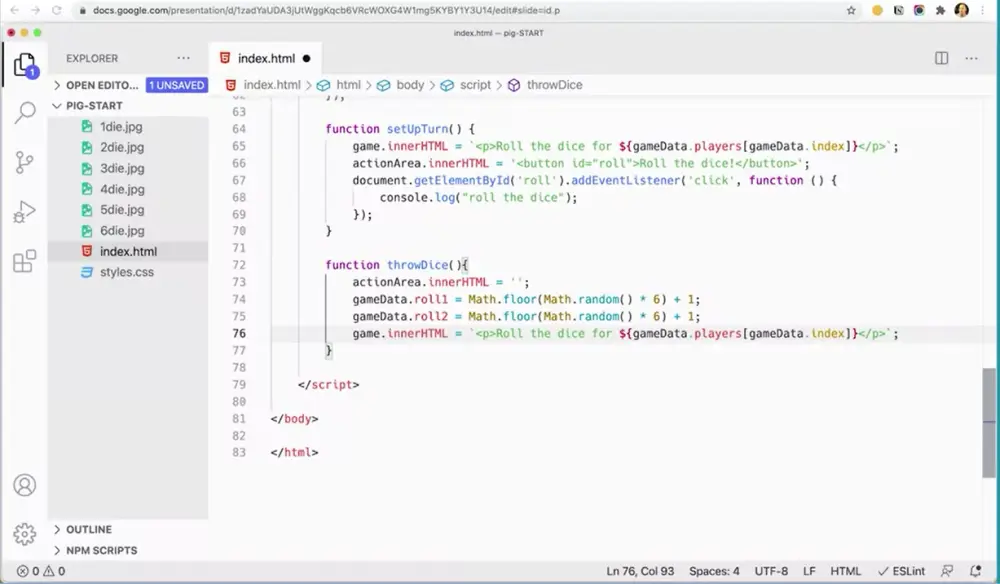 docs.google.com/presentation/d/1zadYaUDA3jUtWggKqcb6VRcWOXG4W1mg5KYBY1Y3U14/edit#slide=id.p
index.html — pig-START
EXPLORER
index.html
OPEN EDITO... 1 UNSAVED
index.html > html > body > script > throwDice
PIG-START
1
1die.jpg
2die.jpg
3die.jpg
4die.jpg
5die.jpg
6die.jpg
index.html
styles.css
62 });
63
64 function setUpTurn() {
65 game.innerHTML = `<p>Roll the dice for ${gameData.players[gameData.index]}</p>`;
66 actionArea.innerHTML = '<button id="roll">Roll the dice!</button>';
67 document.getElementById('roll').addEventListener('click', function () {
68 console.log("roll the dice");
69 });
70 }
71
72 function throwDice(){
73 actionArea.innerHTML = '';
74 gameData.roll1 = Math.floor(Math.random() * 6) + 1;
75 gameData.roll2 = Math.floor(Math.random() * 6) + 1;
76 game.innerHTML = `<p>Roll the dice for ${gameData.players[gameData.index]}</p>`;
77 }
78
79 </script>
80
81 </body>
82
83 </html>
OUTLINE
NPM SCRIPTS
0 0 Ln 76, Col 93 Spaces: 4 UTF-8 LF HTML ESLint